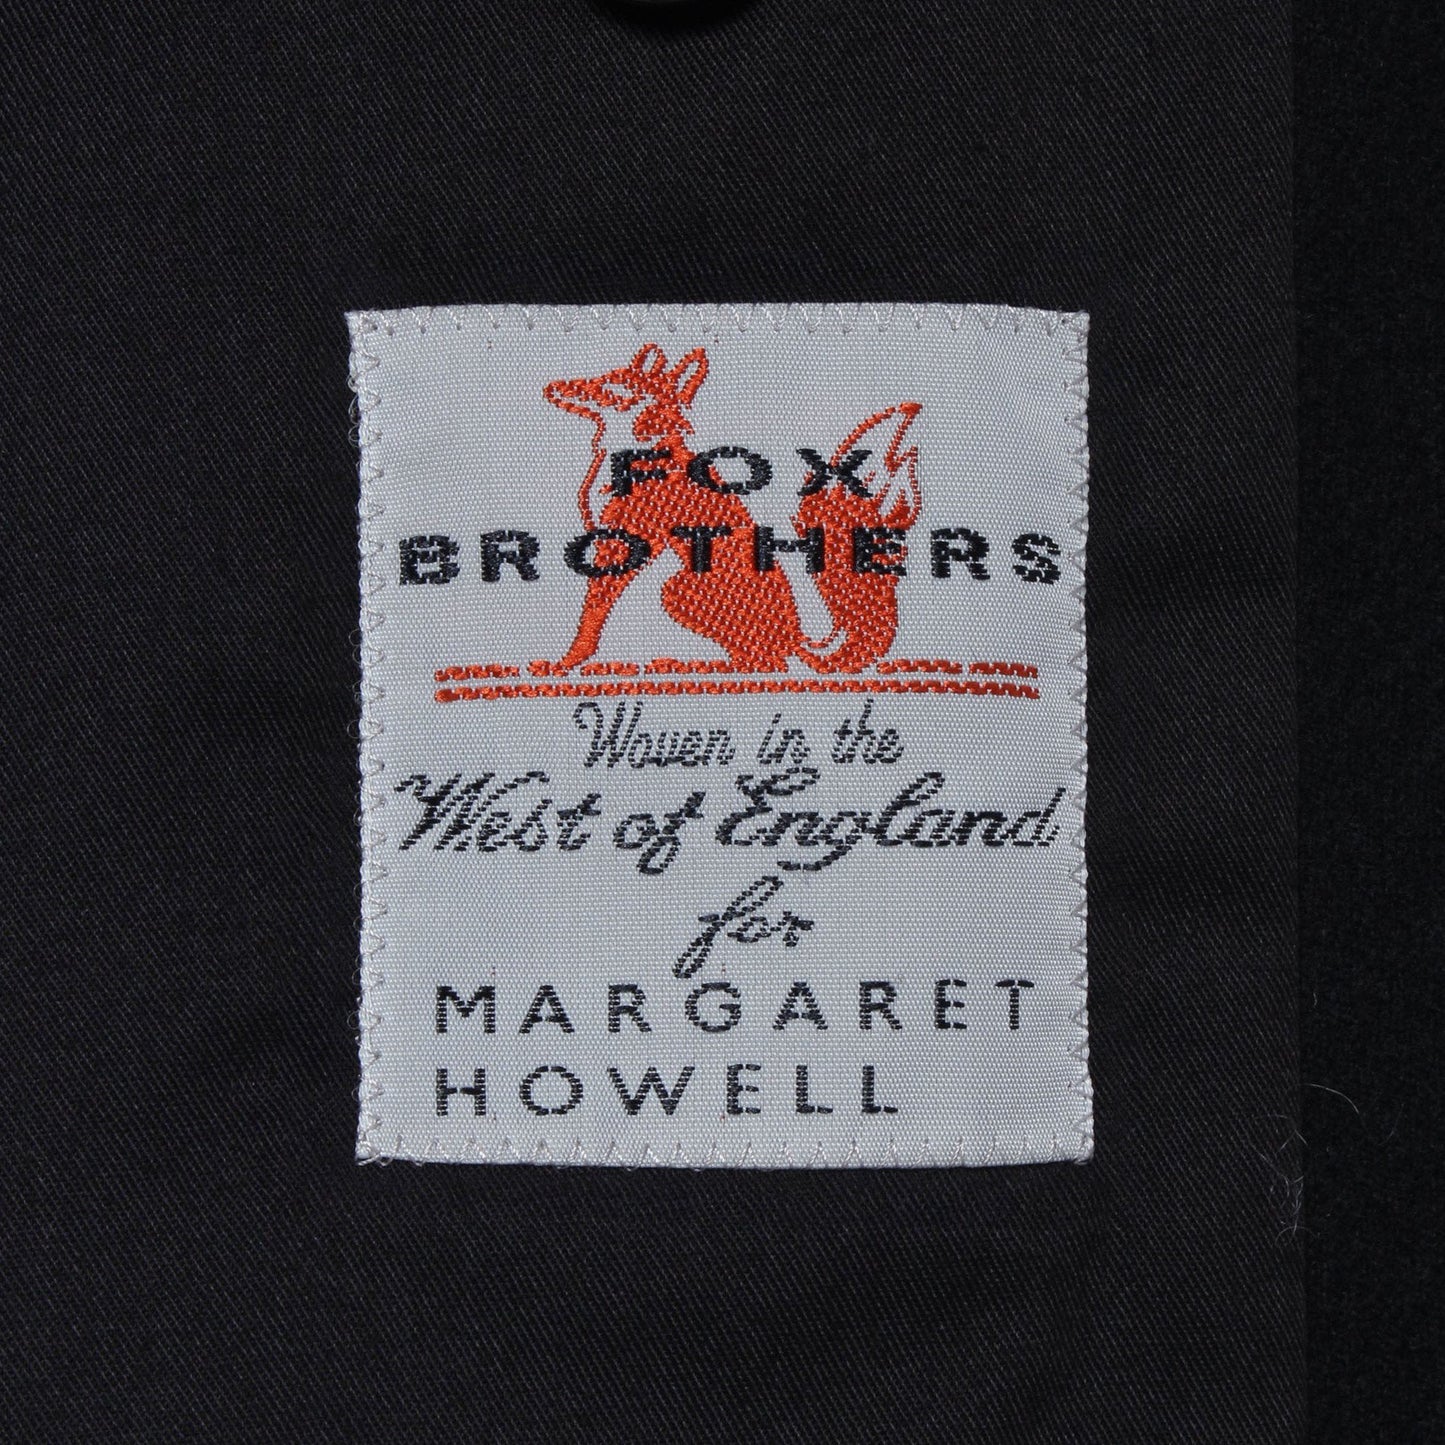 FOX
BROTHERS
Woven in the
West of England
for
MARGARET
HOWELL